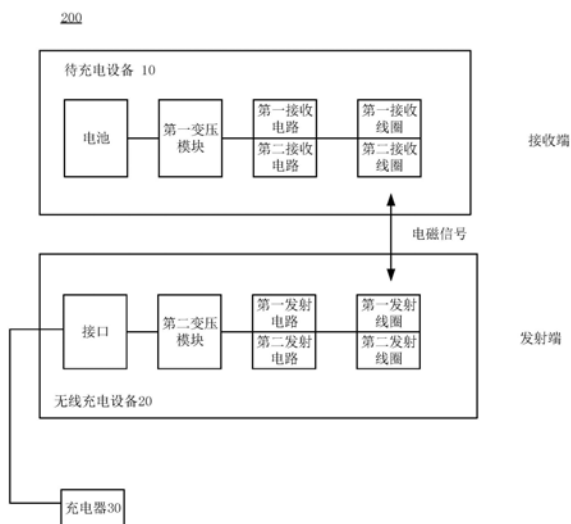 200
待充电设备 10
电池
第一变压
模块
第一接收
电路
第二接收
电路
第一接收
线圈
第二接收
线圈
接收端
电磁信号
接口
第二变压
模块
第一发射
电路
第二发射
电路
第一发射
线圈
第二发射
线圈
发射端
无线充电设备20
充电器30